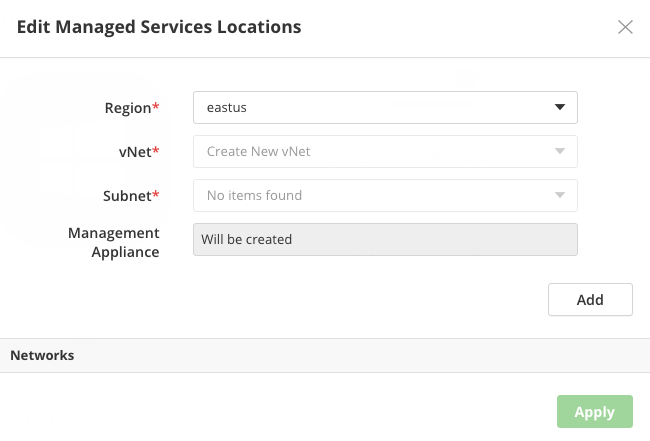 Edit Managed Services Locations
Region* eastus
vNet* Create New vNet
Subnet* No items found
Management
Appliance
Will be created
Add
Networks
Apply